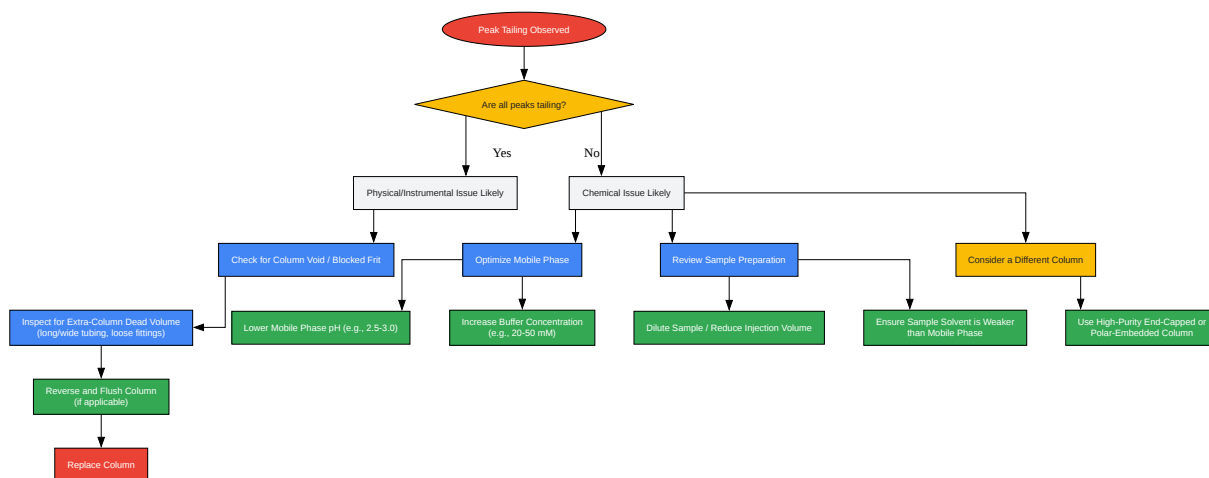 Peak Tailing Observed
Are all peaks tailing?
Yes
No
Physical/Instrumental Issue Likely
Chemical Issue Likely
Check for Column Void / Blocked Frit
Optimize Mobile Phase
Review Sample Preparation
Consider a Different Column
Inspect for Extra-Column Dead Volume
(long/wide tubing, loose fittings)
Lower Mobile Phase pH (e.g., 2.5-3.0)
Increase Buffer Concentration
(e.g., 20-50 mM)
Dilute Sample / Reduce Injection Volume
Ensure Sample Solvent is Weaker
than Mobile Phase
Use High-Purity End-Capped or
Polar-Embedded Column
Reverse and Flush Column
(if applicable)
Replace Column